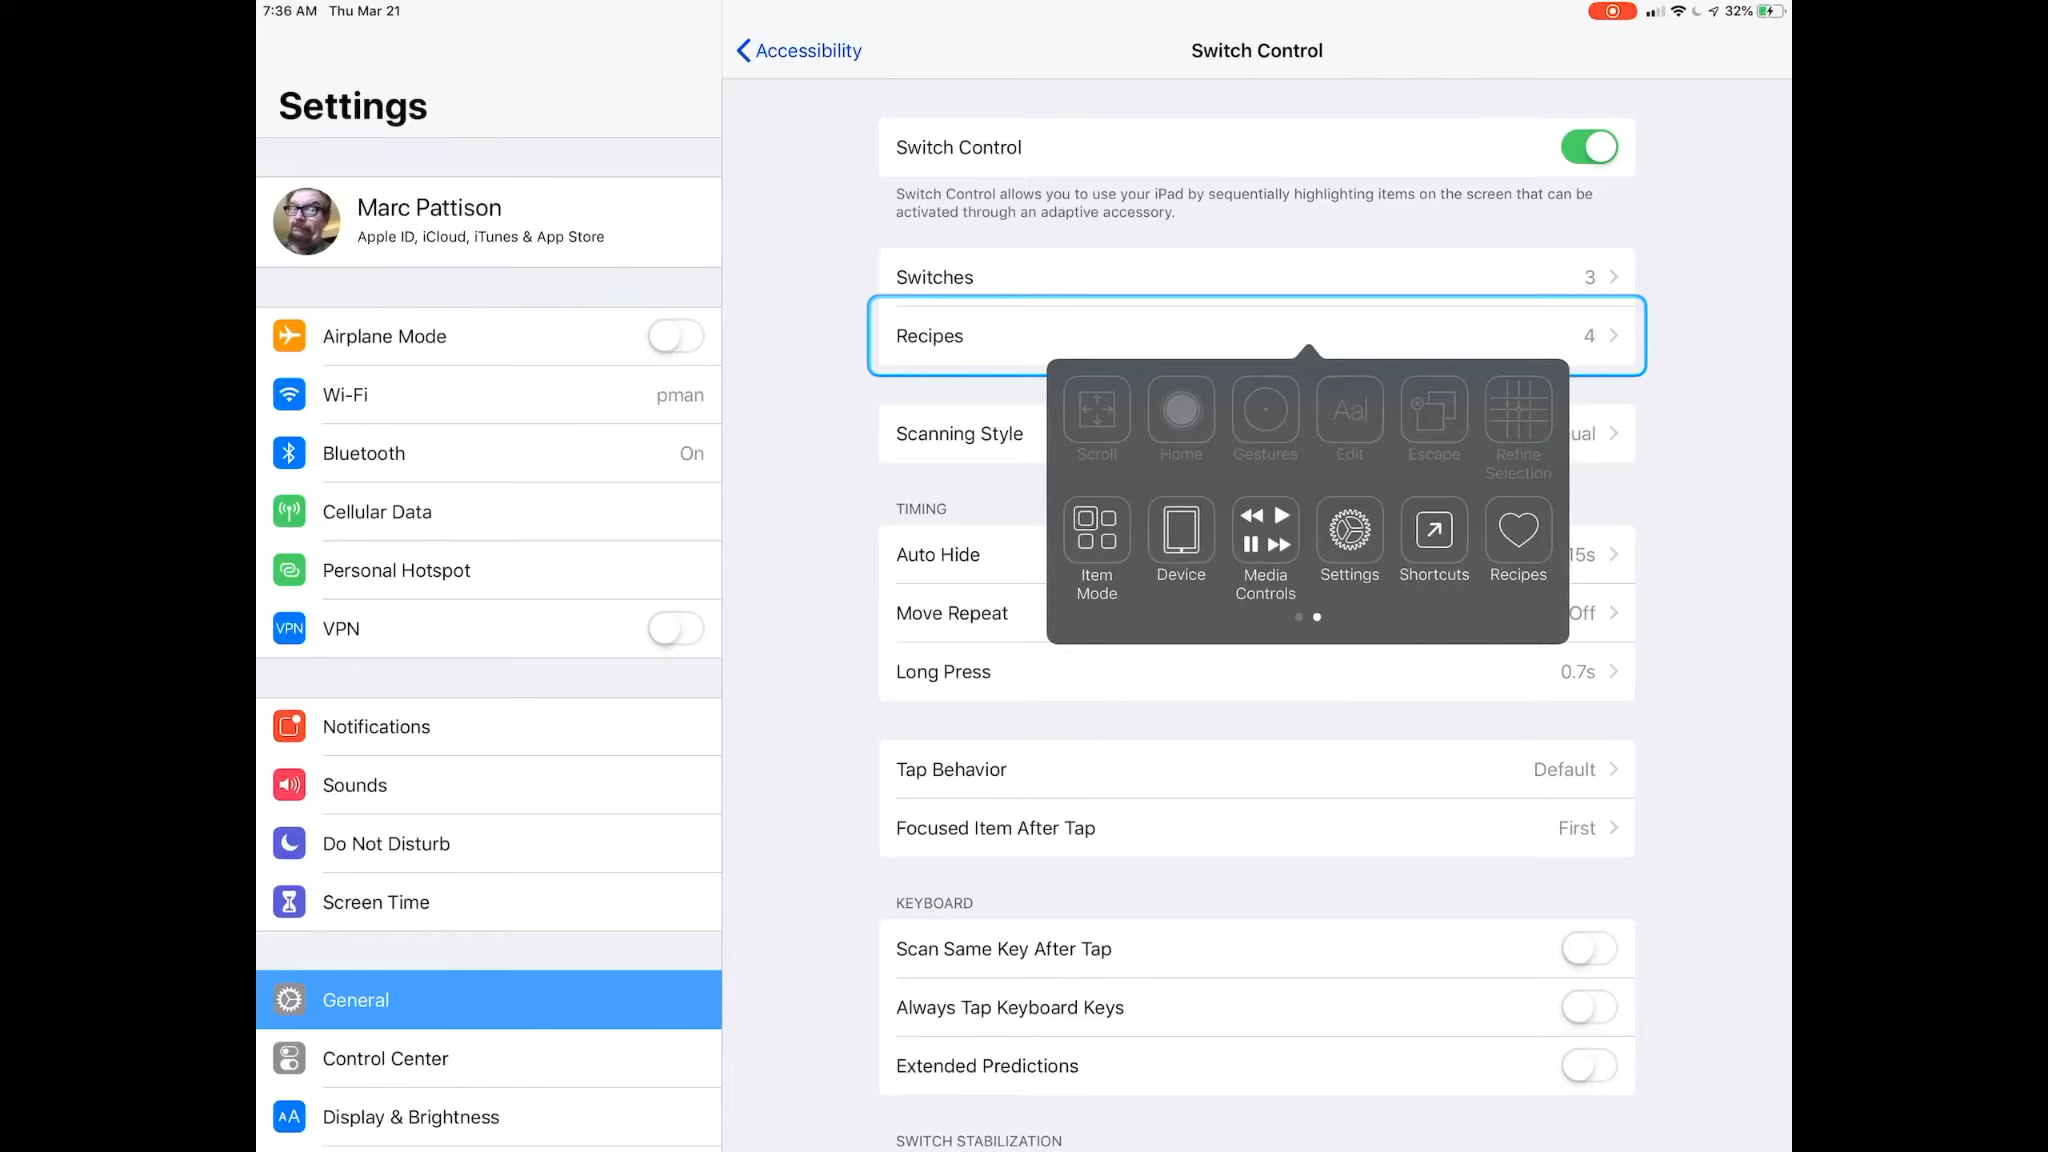 7:36 AM Thu Mar 21
32%
Settings
Marc Pattison
Apple ID, iCloud, iTunes & App Store
Airplane Mode
Wi-Fi pman
Bluetooth On
Cellular Data
Personal Hotspot
VPN VPN
Notifications
Sounds
Do Not Disturb
Screen Time
General
Control Center
AA Display & Brightness
Accessibility
Switch Control
Switch Control
Switch Control allows you to use your iPad by sequentially highlighting items on the screen that can be
activated through an adaptive accessory.
Switches 3
Recipes 4
Scanning Style ual
TIMING
Auto Hide 15s
Move Repeat Off
Long Press 0.7s
Aa
Scroll Home Gestures Edit Escape Refine
Selection
Item
Mode
Device
Media
Controls
Settings
Shortcuts
Recipes
Tap Behavior Default
Focused Item After Tap First
KEYBOARD
Scan Same Key After Tap
Always Tap Keyboard Keys
Extended Predictions
SWITCH STABILIZATION